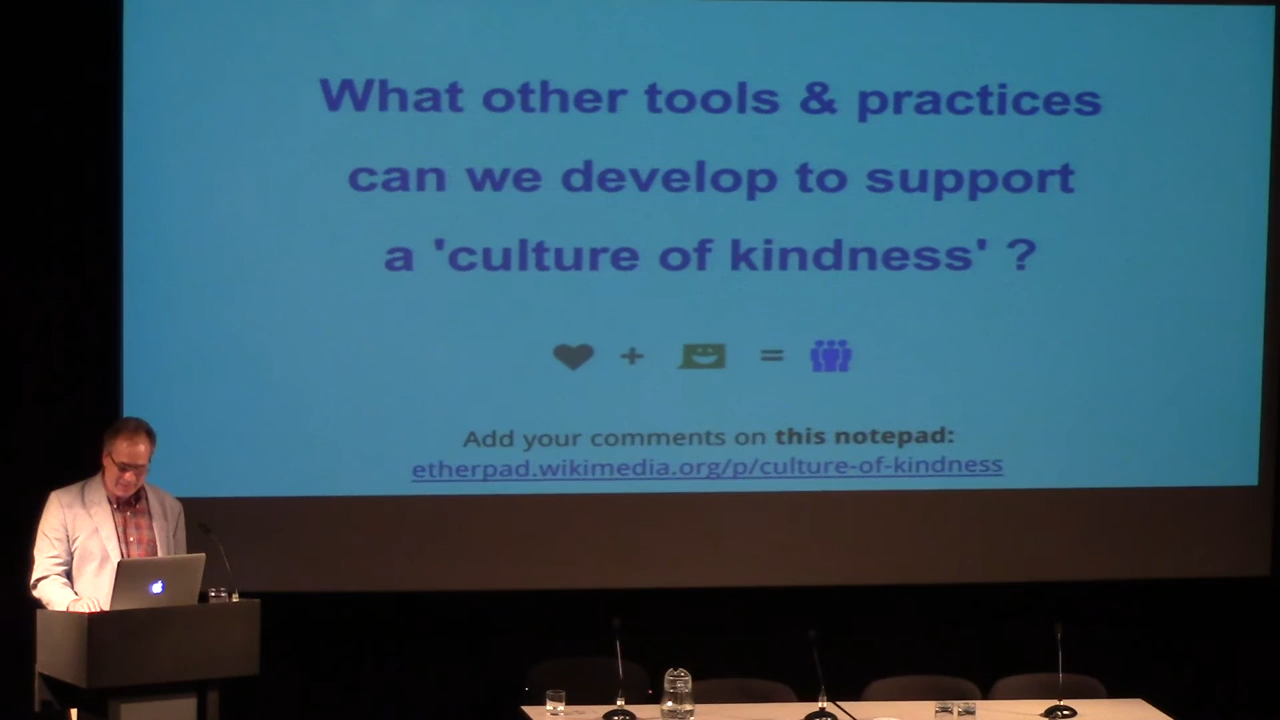 What other tools & practices
can we develop to support
a 'culture of kindness' ?
+ =
Add your comments on this notepad:
etherpad.wikimedia.org/p/culture-of-kindness